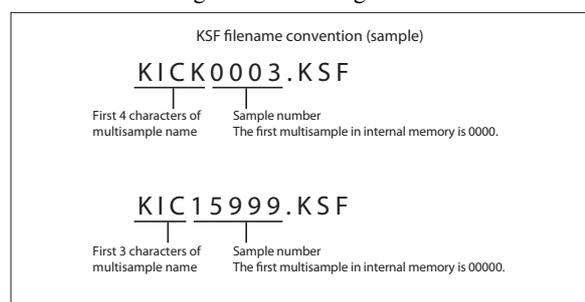 KSF filename convention (sample)
KICK0003.KSF
First 4 characters of multisample name
Sample number
The first multisample in internal memory is 0000.
KIC15999.KSF
First 3 characters of multisample name
Sample number
The first multisample in internal memory is 00000.